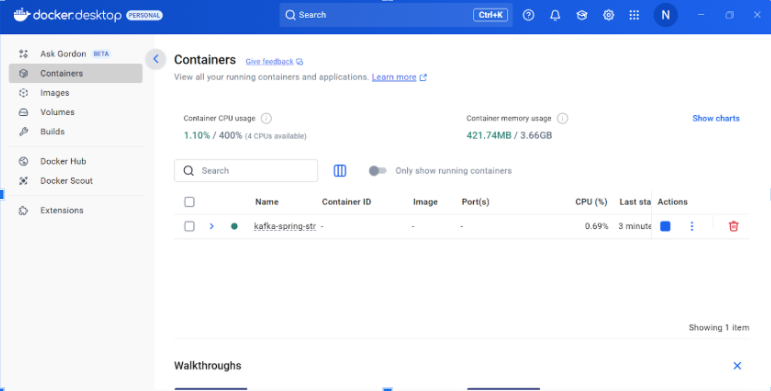 docker.desktop PERSONAL
Search Ctrl+K
N
Ask Gordon BETA
Containers
Images
Volumes
Builds
Docker Hub
Docker Scout
Extensions
Containers Give feedback
View all your running containers and applications. Learn more
Container CPU usage
1.10% / 400% (4 CPUs available)
Container memory usage
421.74MB / 3.66GB
Show charts
Search
Only show running containers
Name Container ID Image Port(s) CPU (%) Last sta Actions
kafka-spring-str - - - 0.69% 3 minute
Showing 1 item
Walkthroughs